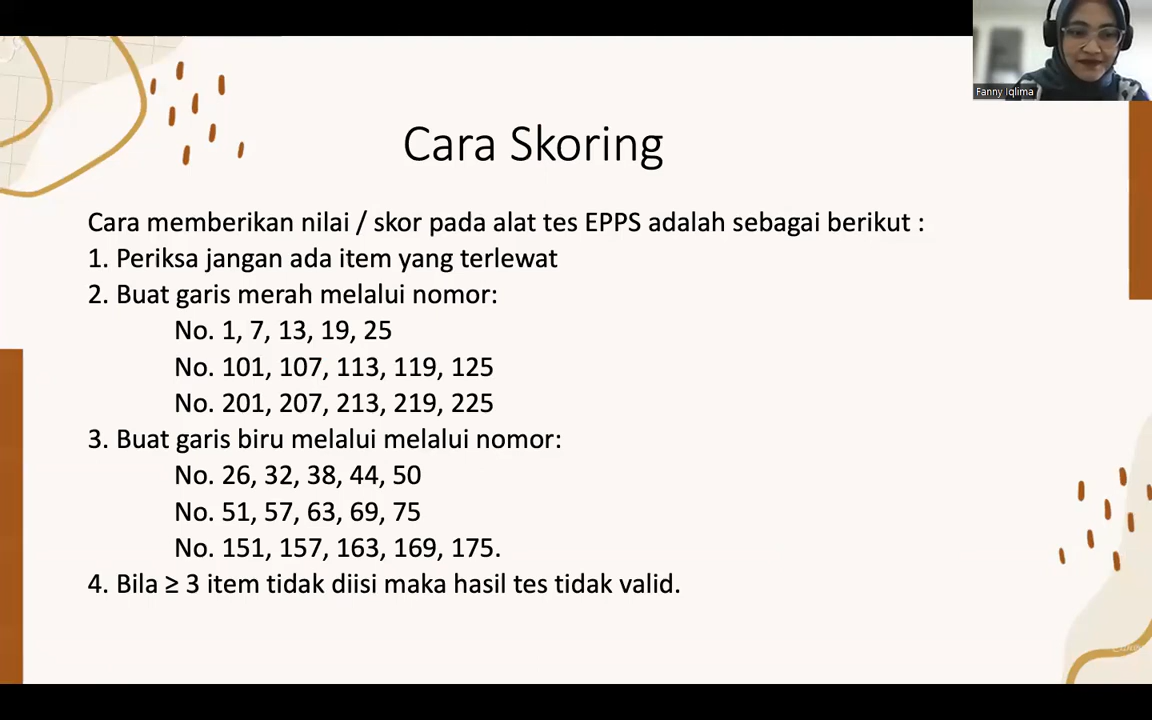 Fanny Iqlima
Cara Skoring
Cara memberikan nilai / skor pada alat tes EPPS adalah sebagai berikut :
1. Periksa jangan ada item yang terlewat
2. Buat garis merah melalui nomor:
No. 1, 7, 13, 19, 25
No. 101, 107, 113, 119, 125
No. 201, 207, 213, 219, 225
3. Buat garis biru melalui melalui nomor:
No. 26, 32, 38, 44, 50
No. 51, 57, 63, 69, 75
No. 151, 157, 163, 169, 175.
4. Bila ≥ 3 item tidak diisi maka hasil tes tidak valid.